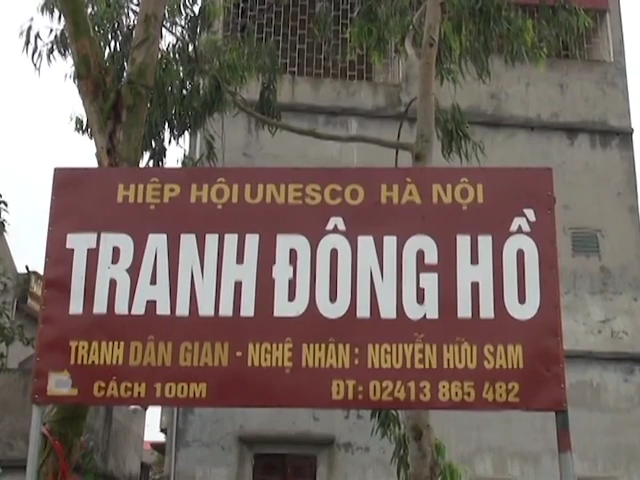 HIỆP HỘI UNESCO HÀ NỘI
TRANH ĐÔNG HỒ
TRANH DÂN GIAN - NGHỆ NHÂN: NGUYỄN HỮU SAM
CÁCH 100M ĐT: 02413 865 482